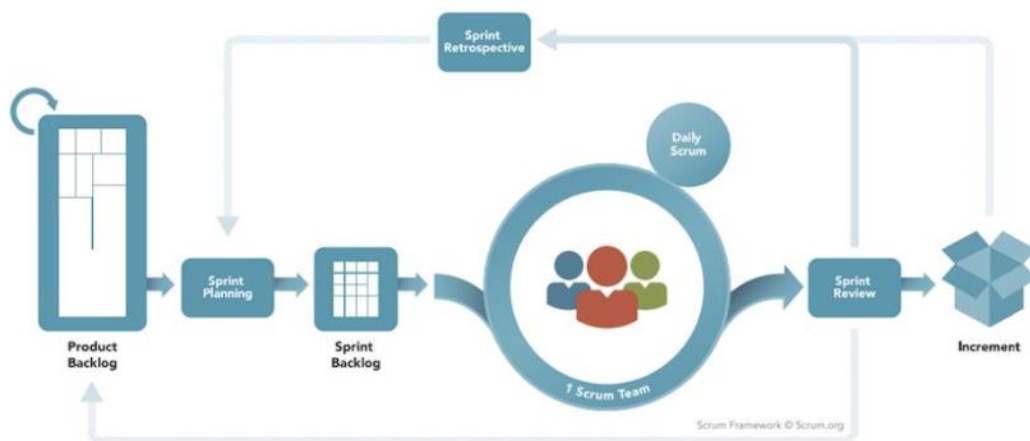 Sprint
Retrospective
Daily
Scrum
Sprint
Planning
Sprint
Review
Product
Backlog
Sprint
Backlog
Increment
1 Scrum Team
Scrum Framework © Scrum.org